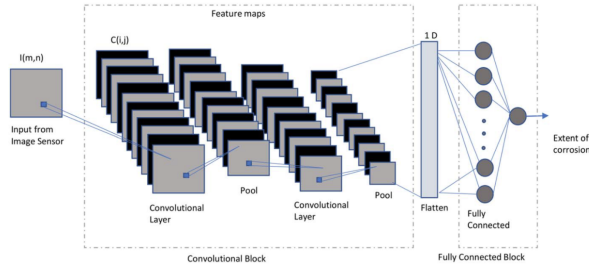 Feature maps
I(m,n)
C(i,j)
1 D
Input from
Image Sensor
Convolutional
Layer
Pool
Convolutional
Layer
Pool
Flatten
Fully
Connected
Extent of
corrosion
Convolutional Block
Fully Connected Block